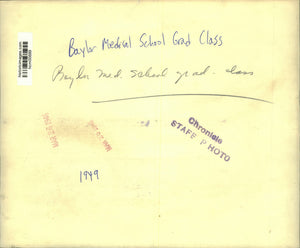 Baylor Medical School Grad Class
Baylor Med. School grad. class
Chronicle
STAFF PHOTO
1949